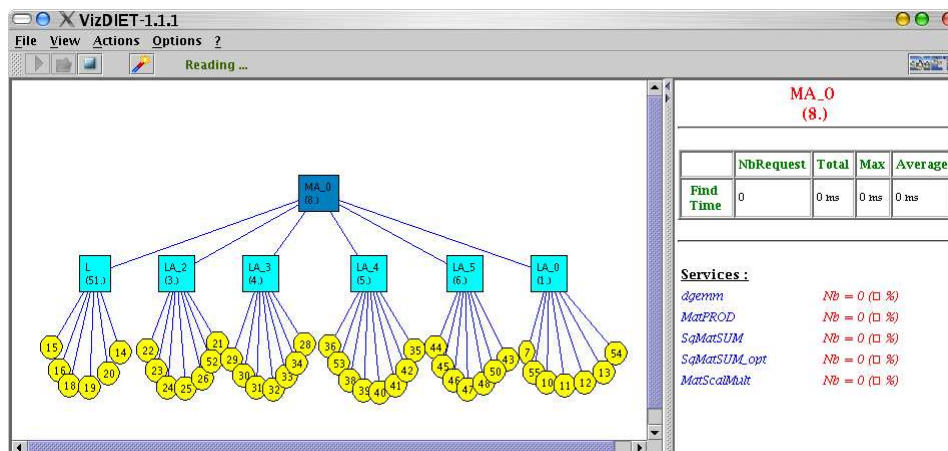 VizDIET-1.1.1
File View Actions Options ?
Reading ...
MA_0
(8.)
L
(51.)
LA_2
(3.)
LA_3
(4.)
LA_4
(5.)
LA_5
(6.)
LA_0
(1.)
15
16
18
19
20
14
22
23
24
25
26
52
21
29
30
31
32
33
34
28
36
53
38
39
40
41
42
35
44
45
46
47
48
50
43
7
55
10
11
12
13
54
MA_0
(8.)
NbRequest Total Max Average
Find Time 0 0 ms 0 ms 0 ms
Services :
dgemm Nb = 0 (□ %)
MatPROD Nb = 0 (□ %)
SqMatSUM Nb = 0 (□ %)
SqMatSUM_opt Nb = 0 (□ %)
MatScalMult Nb = 0 (□ %)